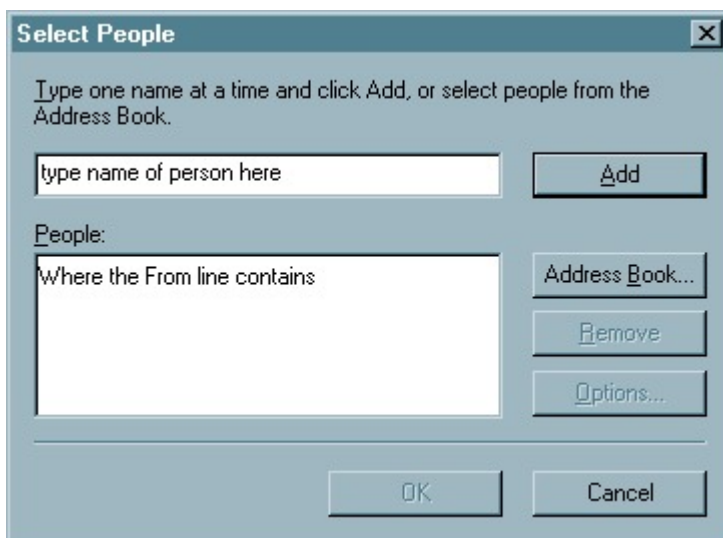 Select People
Type one name at a time and click Add, or select people from the
Address Book.
type name of person here
Add
People:
Where the From line contains
Address Book...
Remove
Options...
OK
Cancel